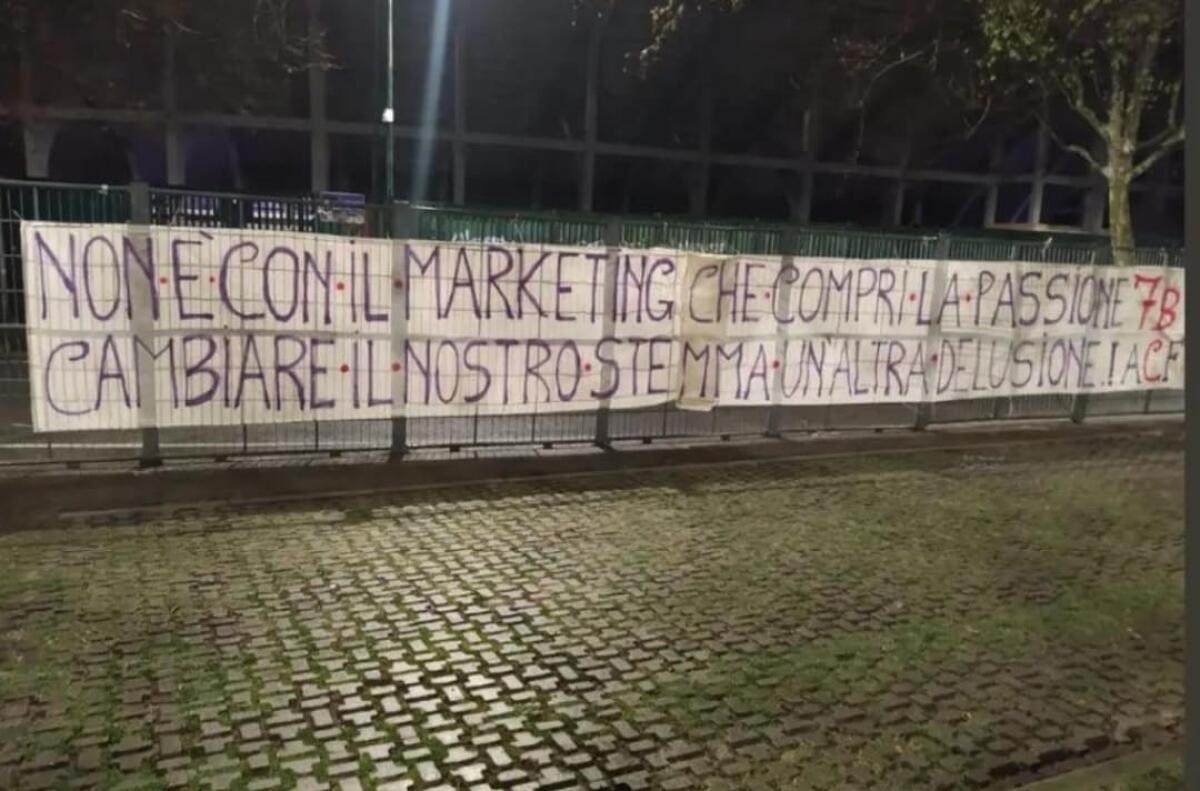 NON·È·CON·IL·MARKETING CHE·COMPRI·LA·PASSIONE 7B
CAMBIARE·IL·NOSTRO·STEMMA·UN'ALTRA·DELUSIONE.! ACF